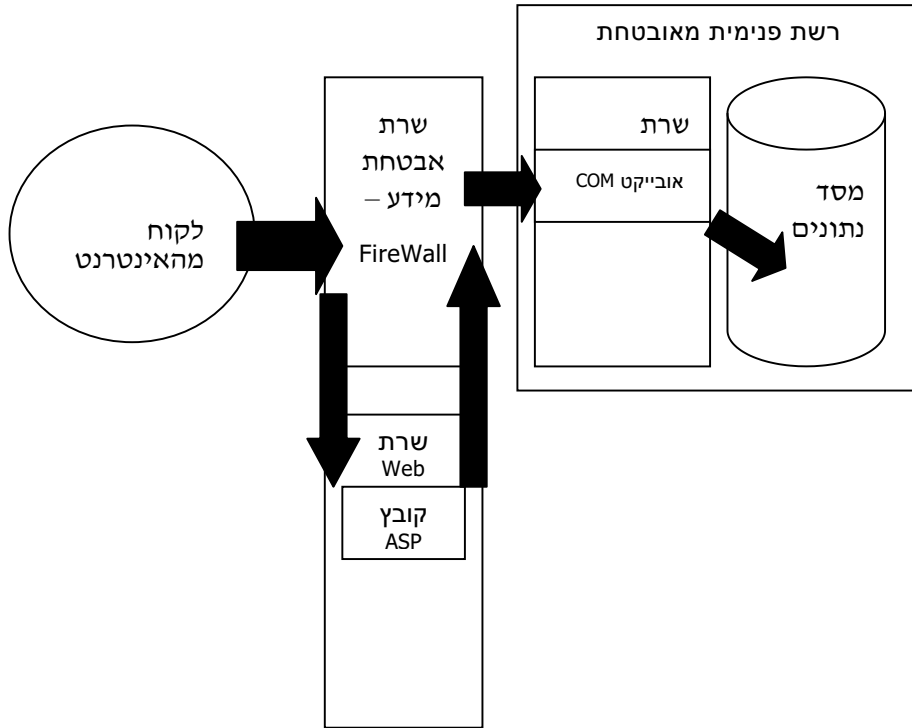 רשת פנימית מאובטחת
שרת
אבטחת
מידע –
FireWall
שרת
אובייקט COM
מסד
נתונים
לקוח
מהאינטרנט
שרת
Web
קובץ
ASP